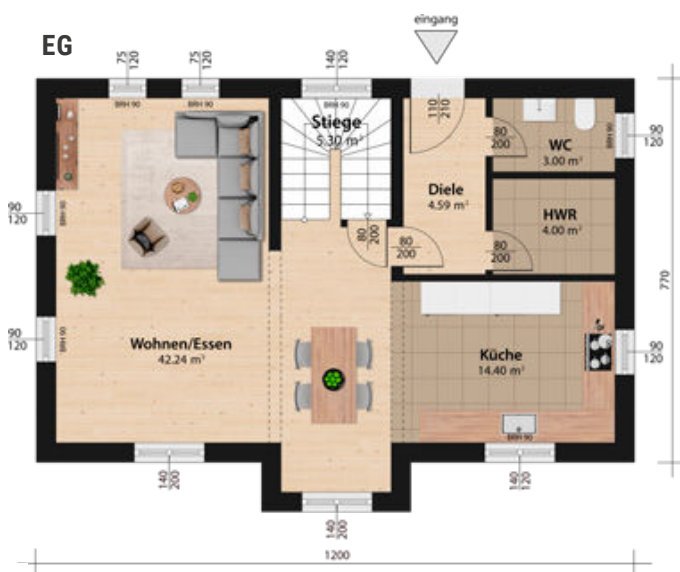 EG
eingang
75
120
75
120
140
120
BRH 90
BRH 90
BRH 90
110
210
Stiege
5.30 m²
80
200
WC
3.00 m²
BRH 90
90
120
Diele
4.59 m²
HWR
4.00 m²
90
120
BRH 90
80
200
80
200
80
200
770
90
120
BRH 90
Wohnen/Essen
42.24 m²
Küche
14.40 m²
90
120
BRH 90
140
200
140
120
140
200
1200